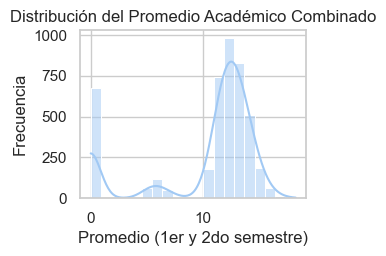 Distribución del Promedio Académico Combinado
1000
750
500
250
0
Frecuencia
0
10
Promedio (1er y 2do semestre)